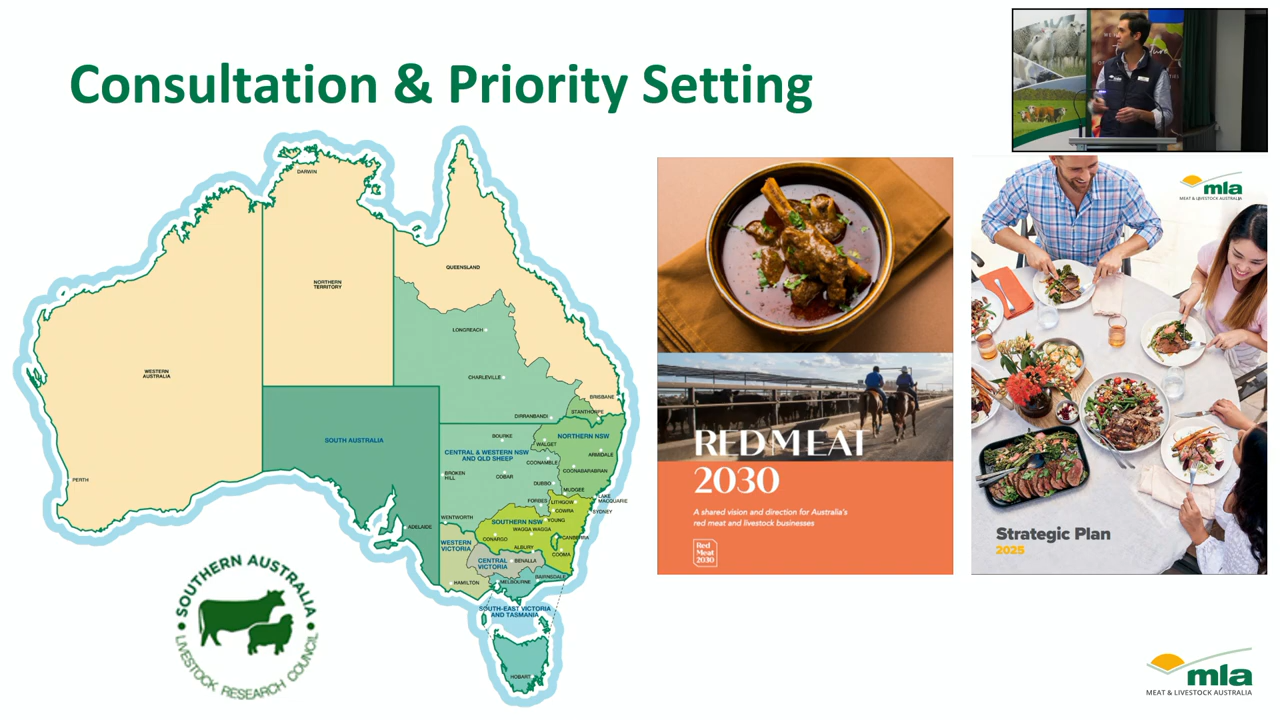 Consultation & Priority Setting
DARWIN
QUEENSLAND
NORTHERN
TERRITORY
LONGREACH
WESTERN
AUSTRALIA
CHARLEVILLE
BRISBANE
STANTHORPE
DIRRANBANDI
SOUTH AUSTRALIA
BOURKE
WALGET
NORTHERN NSW
CENTRAL & WESTERN NSW
AND QLD SHEEP
ARMIDALE
COONAMBLE
COONABARABRAN
BROKEN
HILL
COBAR
PERTH
DUBBO
MUDGEE
FORBES
LITHGOW
LAKE
MACQUARIE
COWRA
SYDNEY
WENTWORTH
SOUTHERN NSW
YOUNG
ADELAIDE
WAGGA WAGGA
CONARGO
CANBERRA
WESTERN
VICTORIA
ALBURY
COOMA
CENTRAL
VICTORIA
BENALLA
BAIRNSDALE
HAMILTON
MELBOURNE
SOUTH-EAST VICTORIA
AND TASMANIA
HOBART
SOUTHERN AUSTRALIA
LIVESTOCK RESEARCH COUNCIL
RED MEAT
2030
A shared vision and direction for Australia's
red meat and livestock businesses
Red
Meat
2030
mla
MEAT & LIVESTOCK AUSTRALIA
Strategic Plan
2025
mla
MEAT & LIVESTOCK AUSTRALIA